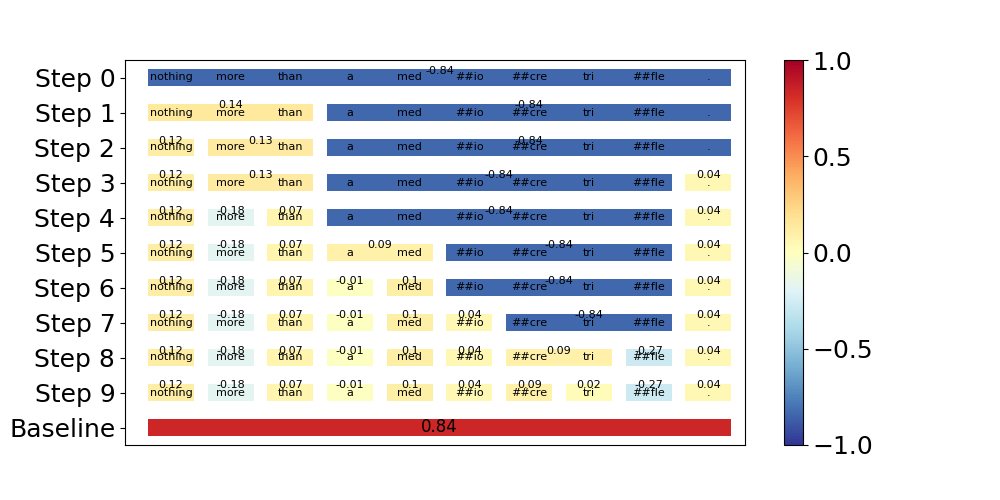 -0.84
Step 0 nothing more than a med ##io ##cre tri ##fle . 1.0
0.14 -0.84
Step 1 nothing more than a med ##io ##cre tri ##fle .
0.12 0.13 -0.84
Step 2 nothing more than a med ##io ##cre tri ##fle . 0.5
0.12 0.13 -0.84 0.04
Step 3 nothing more than a med ##io ##cre tri ##fle .
0.12 -0.18 0.07 -0.84 0.04
Step 4 nothing more than a med ##io ##cre tri ##fle .
0.12 -0.18 0.07 0.09 -0.84 0.04
Step 5 nothing more than a med ##io ##cre tri ##fle . 0.0
0.12 -0.18 0.07 -0.01 0.1 -0.84 0.04
Step 6 nothing more than a med ##io ##cre tri ##fle .
0.12 -0.18 0.07 -0.01 0.1 0.04 -0.84 0.04
Step 7 nothing more than a med ##io ##cre tri ##fle .
0.12 -0.18 0.07 -0.01 0.1 0.04 0.09 -0.27 0.04
Step 8 nothing more than a med ##io ##cre tri ##fle . −0.5
0.12 -0.18 0.07 -0.01 0.1 0.04 0.09 0.02 -0.27 0.04
Step 9 nothing more than a med ##io ##cre tri ##fle .
Baseline 0.84
−1.0